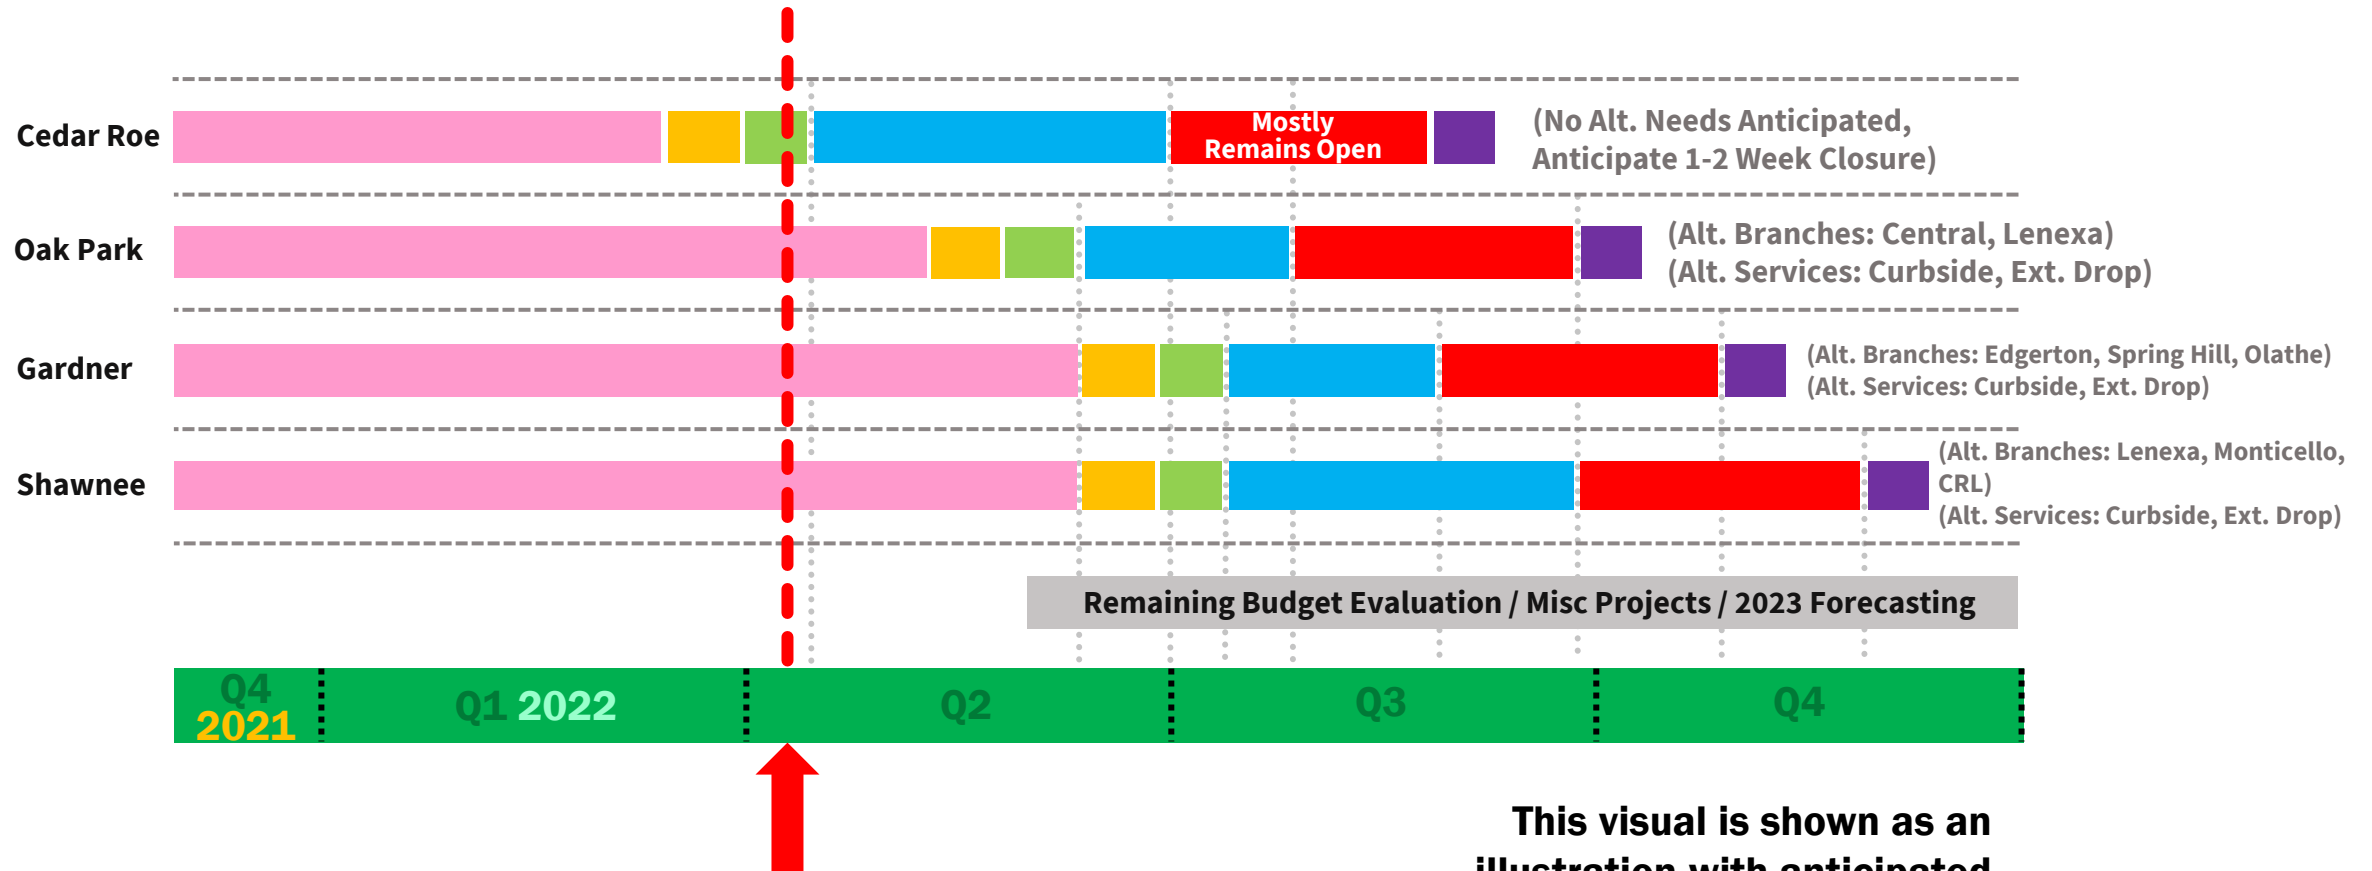 Cedar Roe
Mostly
Remains Open
(No Alt. Needs Anticipated,
Anticipate 1-2 Week Closure)
Oak Park
(Alt. Branches: Central, Lenexa)
(Alt. Services: Curbside, Ext. Drop)
Gardner
(Alt. Branches: Edgerton, Spring Hill, Olathe)
(Alt. Services: Curbside, Ext. Drop)
Shawnee
(Alt. Branches: Lenexa, Monticello,
CRL)
(Alt. Services: Curbside, Ext. Drop)
Remaining Budget Evaluation / Misc Projects / 2023 Forecasting
Q4
2021
Q1 2022
Q2
Q3
Q4
This visual is shown as an
illustration with anticipated